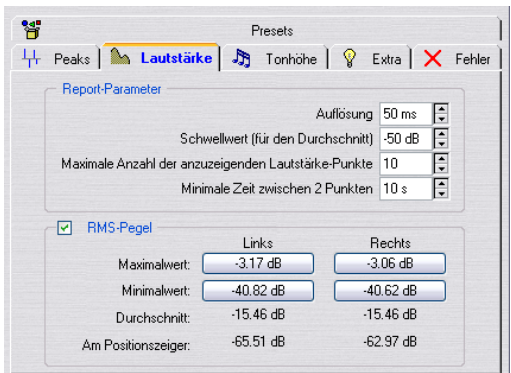 Presets
Peaks Lautstärke Tonhöhe Extra Fehler
Report-Parameter
Auflösung 50 ms
Schwellwert (für den Durchschnitt) -50 dB
Maximale Anzahl der anzuzeigenden Lautstärke-Punkte 10
Minimale Zeit zwischen 2 Punkten 10 s
RMS-Pegel
Links Rechts
Maximalwert: -3.17 dB -3.06 dB
Minimalwert: -40.82 dB -40.62 dB
Durchschnitt: -15.46 dB -15.46 dB
Am Positionszeiger: -65.51 dB -62.97 dB